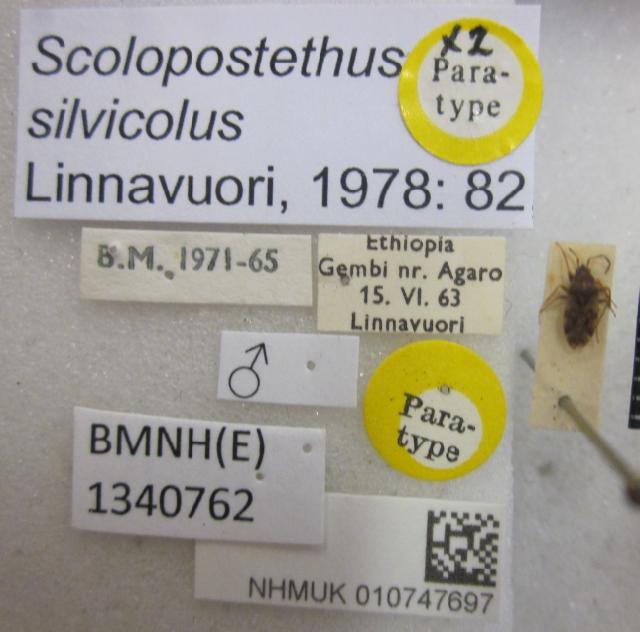 Scolopostethus
silvicolus
Linnavuori, 1978: 82
X2
Para-
type
B.M. 1971-65
Ethiopia
Gembi nr. Agaro
15. VI. 63
Linnavuori
♂
Para-
type
BMNH(E)
1340762
NHMUK 010747697